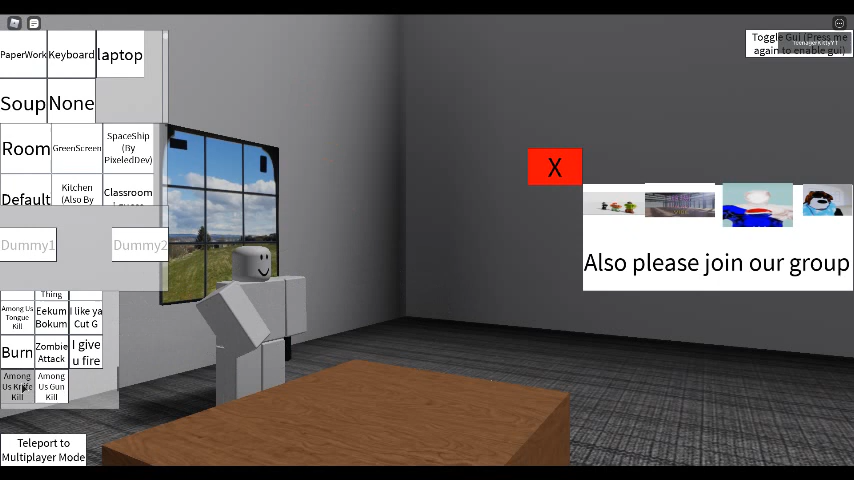 PaperWork
Keyboard
laptop
Soup
None
Room
GreenScreen
SpaceShip
(By
PixeledDev)
Default
Kitchen
(Also By
Classroom
Dummy1
Dummy2
Thing
Among Us
Tongue
Kill
Eekum
Bokum
I like ya
Cut G
Burn
Zombie
Attack
I give
u fire
Among
Us Knife
Kill
Among
Us Gun
Kill
Teleport to
Multiplayer Mode
Toggle Gui (Press me
again to enable gui)
X
Also please join our group